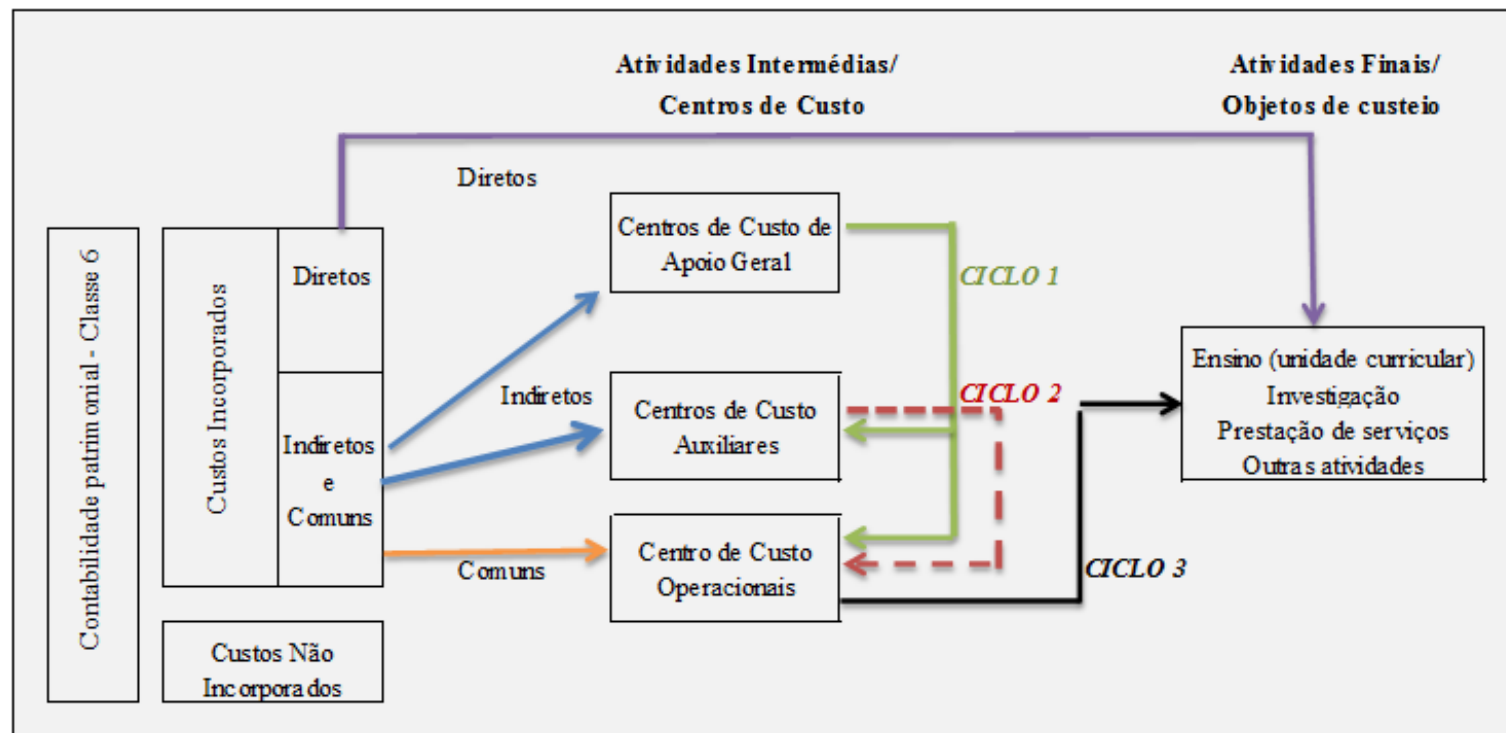 Atividades Intermédias/
Centros de Custo
Atividades Finais/
Objetos de custeio
Diretos
Contabilidade patrimonial - Classe 6
Custos Incorporados
Diretos
Indiretos
e
Comuns
Custos Não
Incorporados
Indiretos
Comuns
Centros de Custo de
Apoio Geral
Centros de Custo
Auxiliares
Centro de Custo
Operacionais
CICLO 1
CICLO 2
CICLO 3
Ensino (unidade curricular)
Investigação
Prestação de serviços
Outras atividades